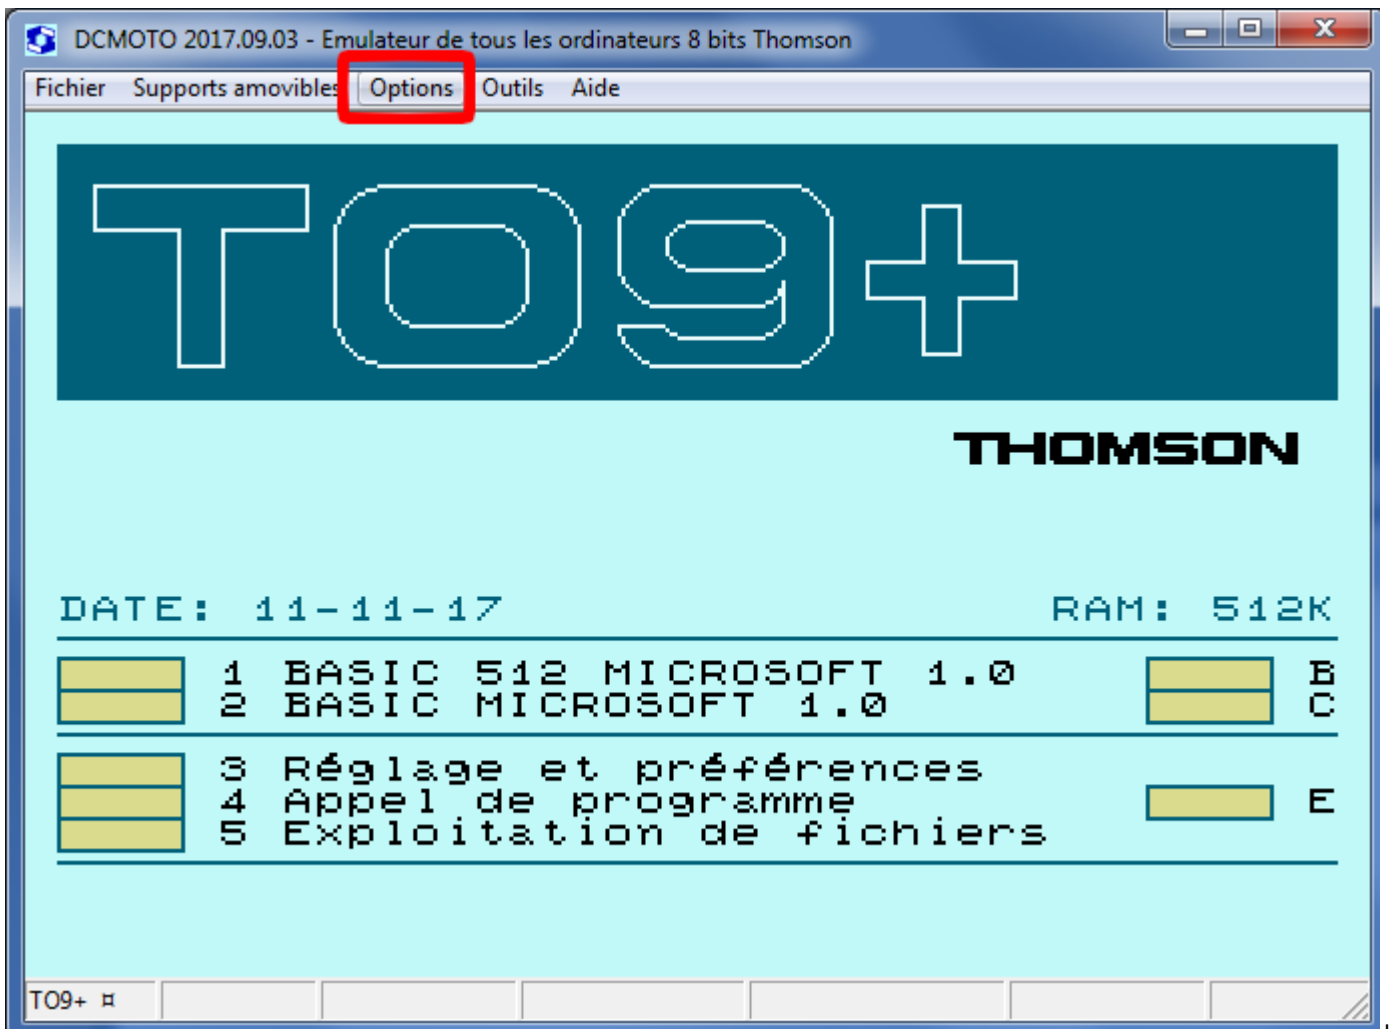 DCMOTO 2017.09.03 - Emulateur de tous les ordinateurs 8 bits Thomson
Fichier Supports amovibles Options Outils Aide
TO9+
THOMSON
DATE: 11-11-17 RAM: 512K
1 BASIC 512 MICROSOFT 1.0 B
2 BASIC MICROSOFT 1.0 C
3 Réglage et préférences
4 Appel de programme E
5 Exploitation de fichiers
TO9+ ¤